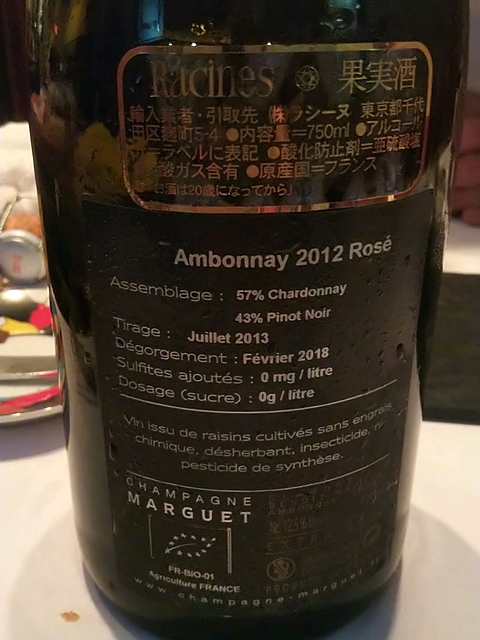 Racines 果実酒
輸入業者・引取先 ㈱ラシーヌ 東京都千代
田区麹町5-4 ●内容量=750ml ●アルコール
ラベルに表記 ●酸化防止剤=亜硫酸塩
炭酸ガス含有 ●原産国=フランス
お酒は20歳になってから
Ambonnay 2012 Rosé
Assemblage : 57% Chardonnay
43% Pinot Noir
Tirage : Juillet 2013
Dégorgement : Février 2018
Sulfites ajoutés : 0 mg / litre
Dosage (sucre) : 0g / litre
Vin issu de raisins cultivés sans engrais
chimique, désherbant, insecticide, n
pesticide de synthèse.
CHAMPAGNE
MARGUET
FR-BIO-01
Agriculture FRANCE
www.champagne-marguet.fr